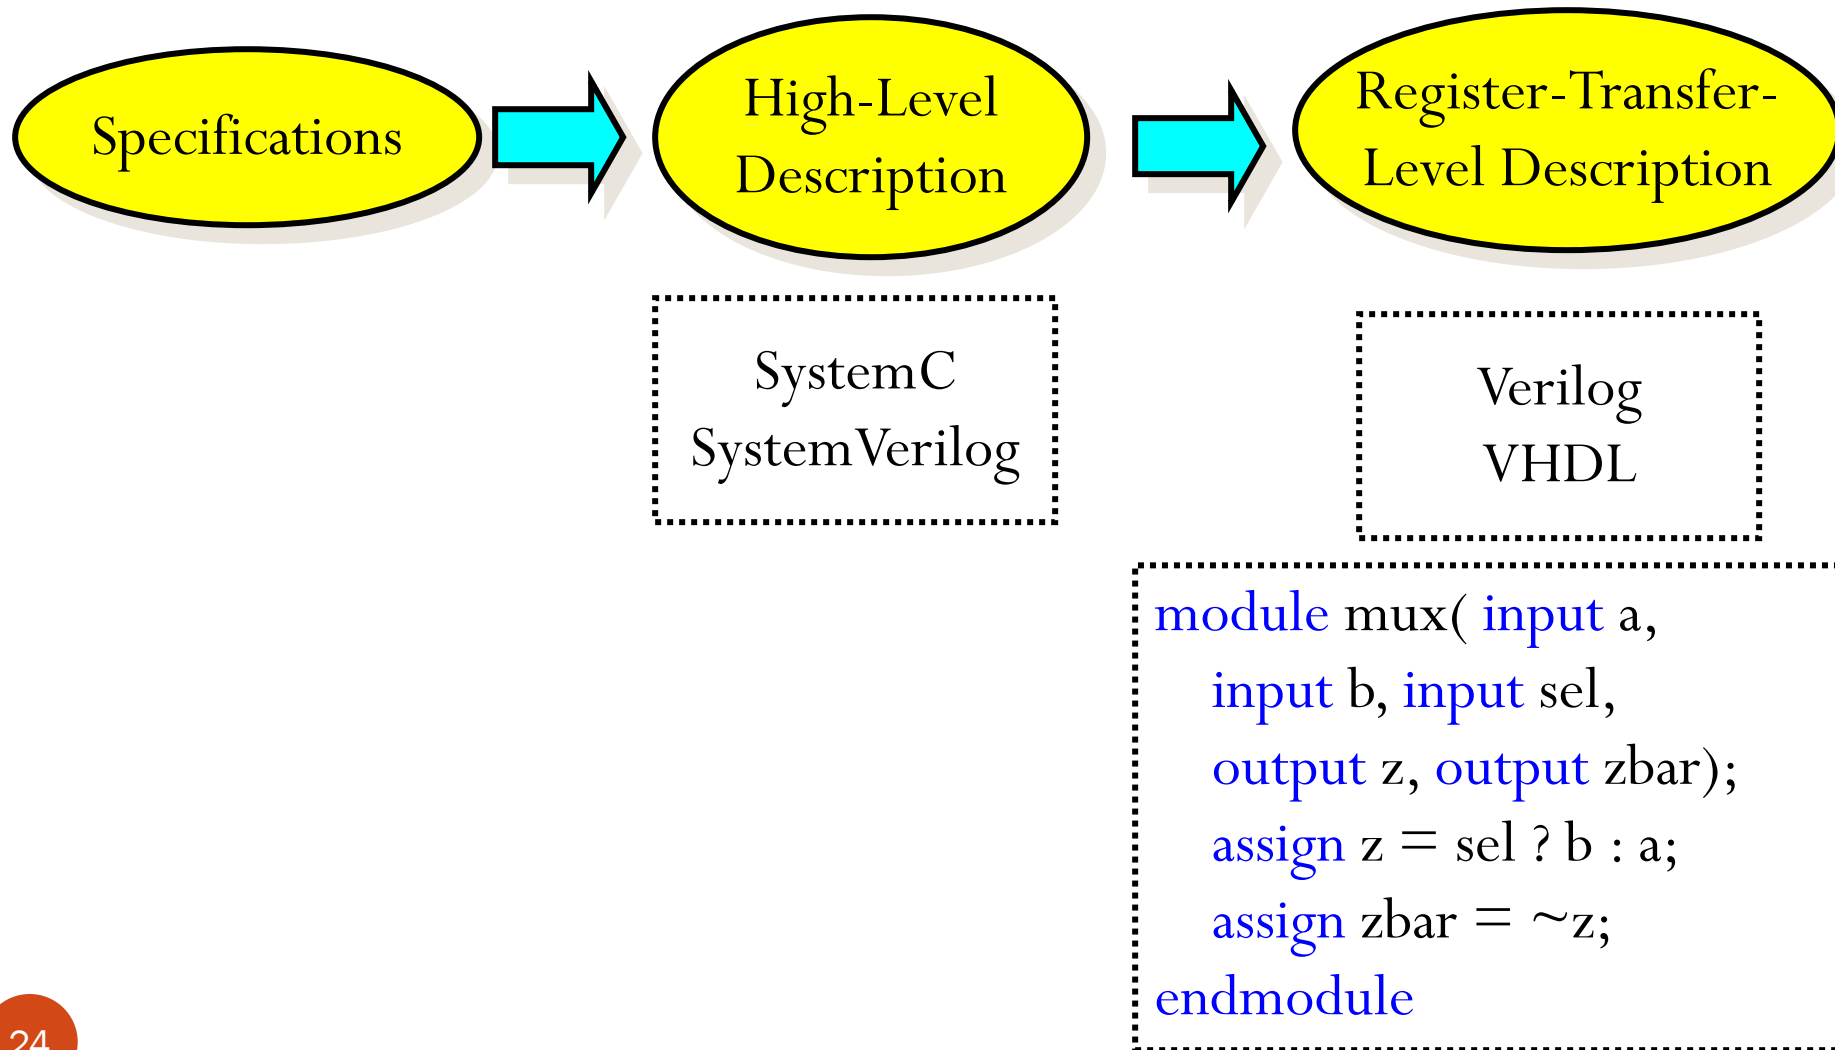 Specifications
High-Level
Description
Register-Transfer-
Level Description
SystemC
SystemVerilog
Verilog
VHDL
module mux( input a,
input b, input sel,
output z, output zbar);
assign z = sel ? b : a;
assign zbar = ~z;
endmodule
24